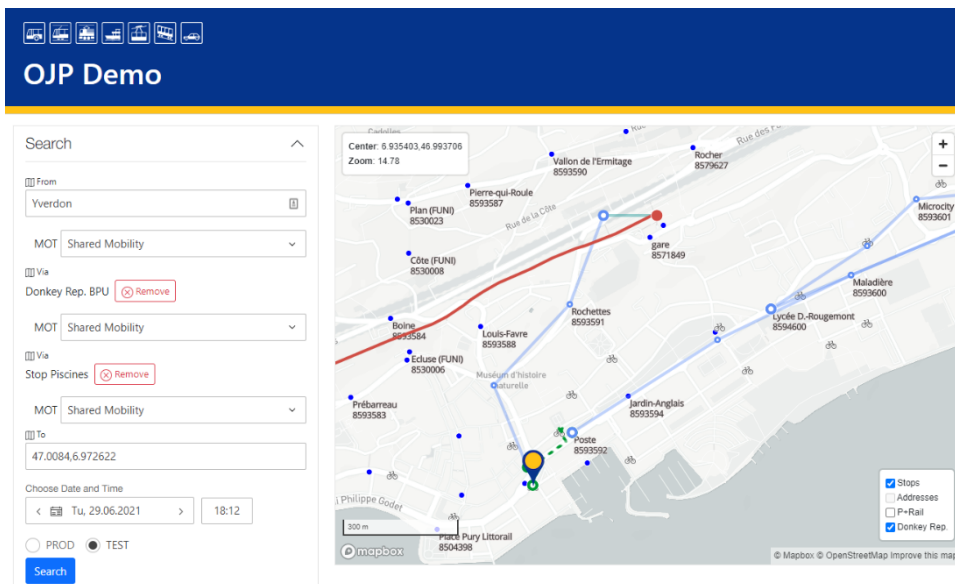 OJP Demo
Search
From
Yverdon
MOT Shared Mobility
Via
Donkey Rep. BPU Remove
MOT Shared Mobility
Via
Stop Piscines Remove
MOT Shared Mobility
To
47.0084,6.972622
Choose Date and Time
Tu, 29.06.2021 18:12
PROD TEST
Search
Center: 6.935403,46.993706
Zoom: 14.78
Cadolles
Vallon de l'Ermitage
8593590
Rocher
8579627
Pierre-qui-Roule
8593587
Plan (FUNI)
8530023
Rue de la Côte
Microcity
8593601
gare
8571849
Côte (FUNI)
8530008
Maladière
8593600
Rochettes
8593591
Lycée D.-Rougemont
8594600
Boine
8593584
Louis-Favre
8593588
Ecluse (FUNI)
8530006
Muséum d'histoire
naturelle
Prébarreau
8593583
Jardin-Anglais
8593594
Poste
8593592
Philippe Godet
300 m
Place Pury Littorail
8504398
mapbox
Stops
Addresses
P+Rail
Donkey Rep.
© Mapbox © OpenStreetMap Improve this map